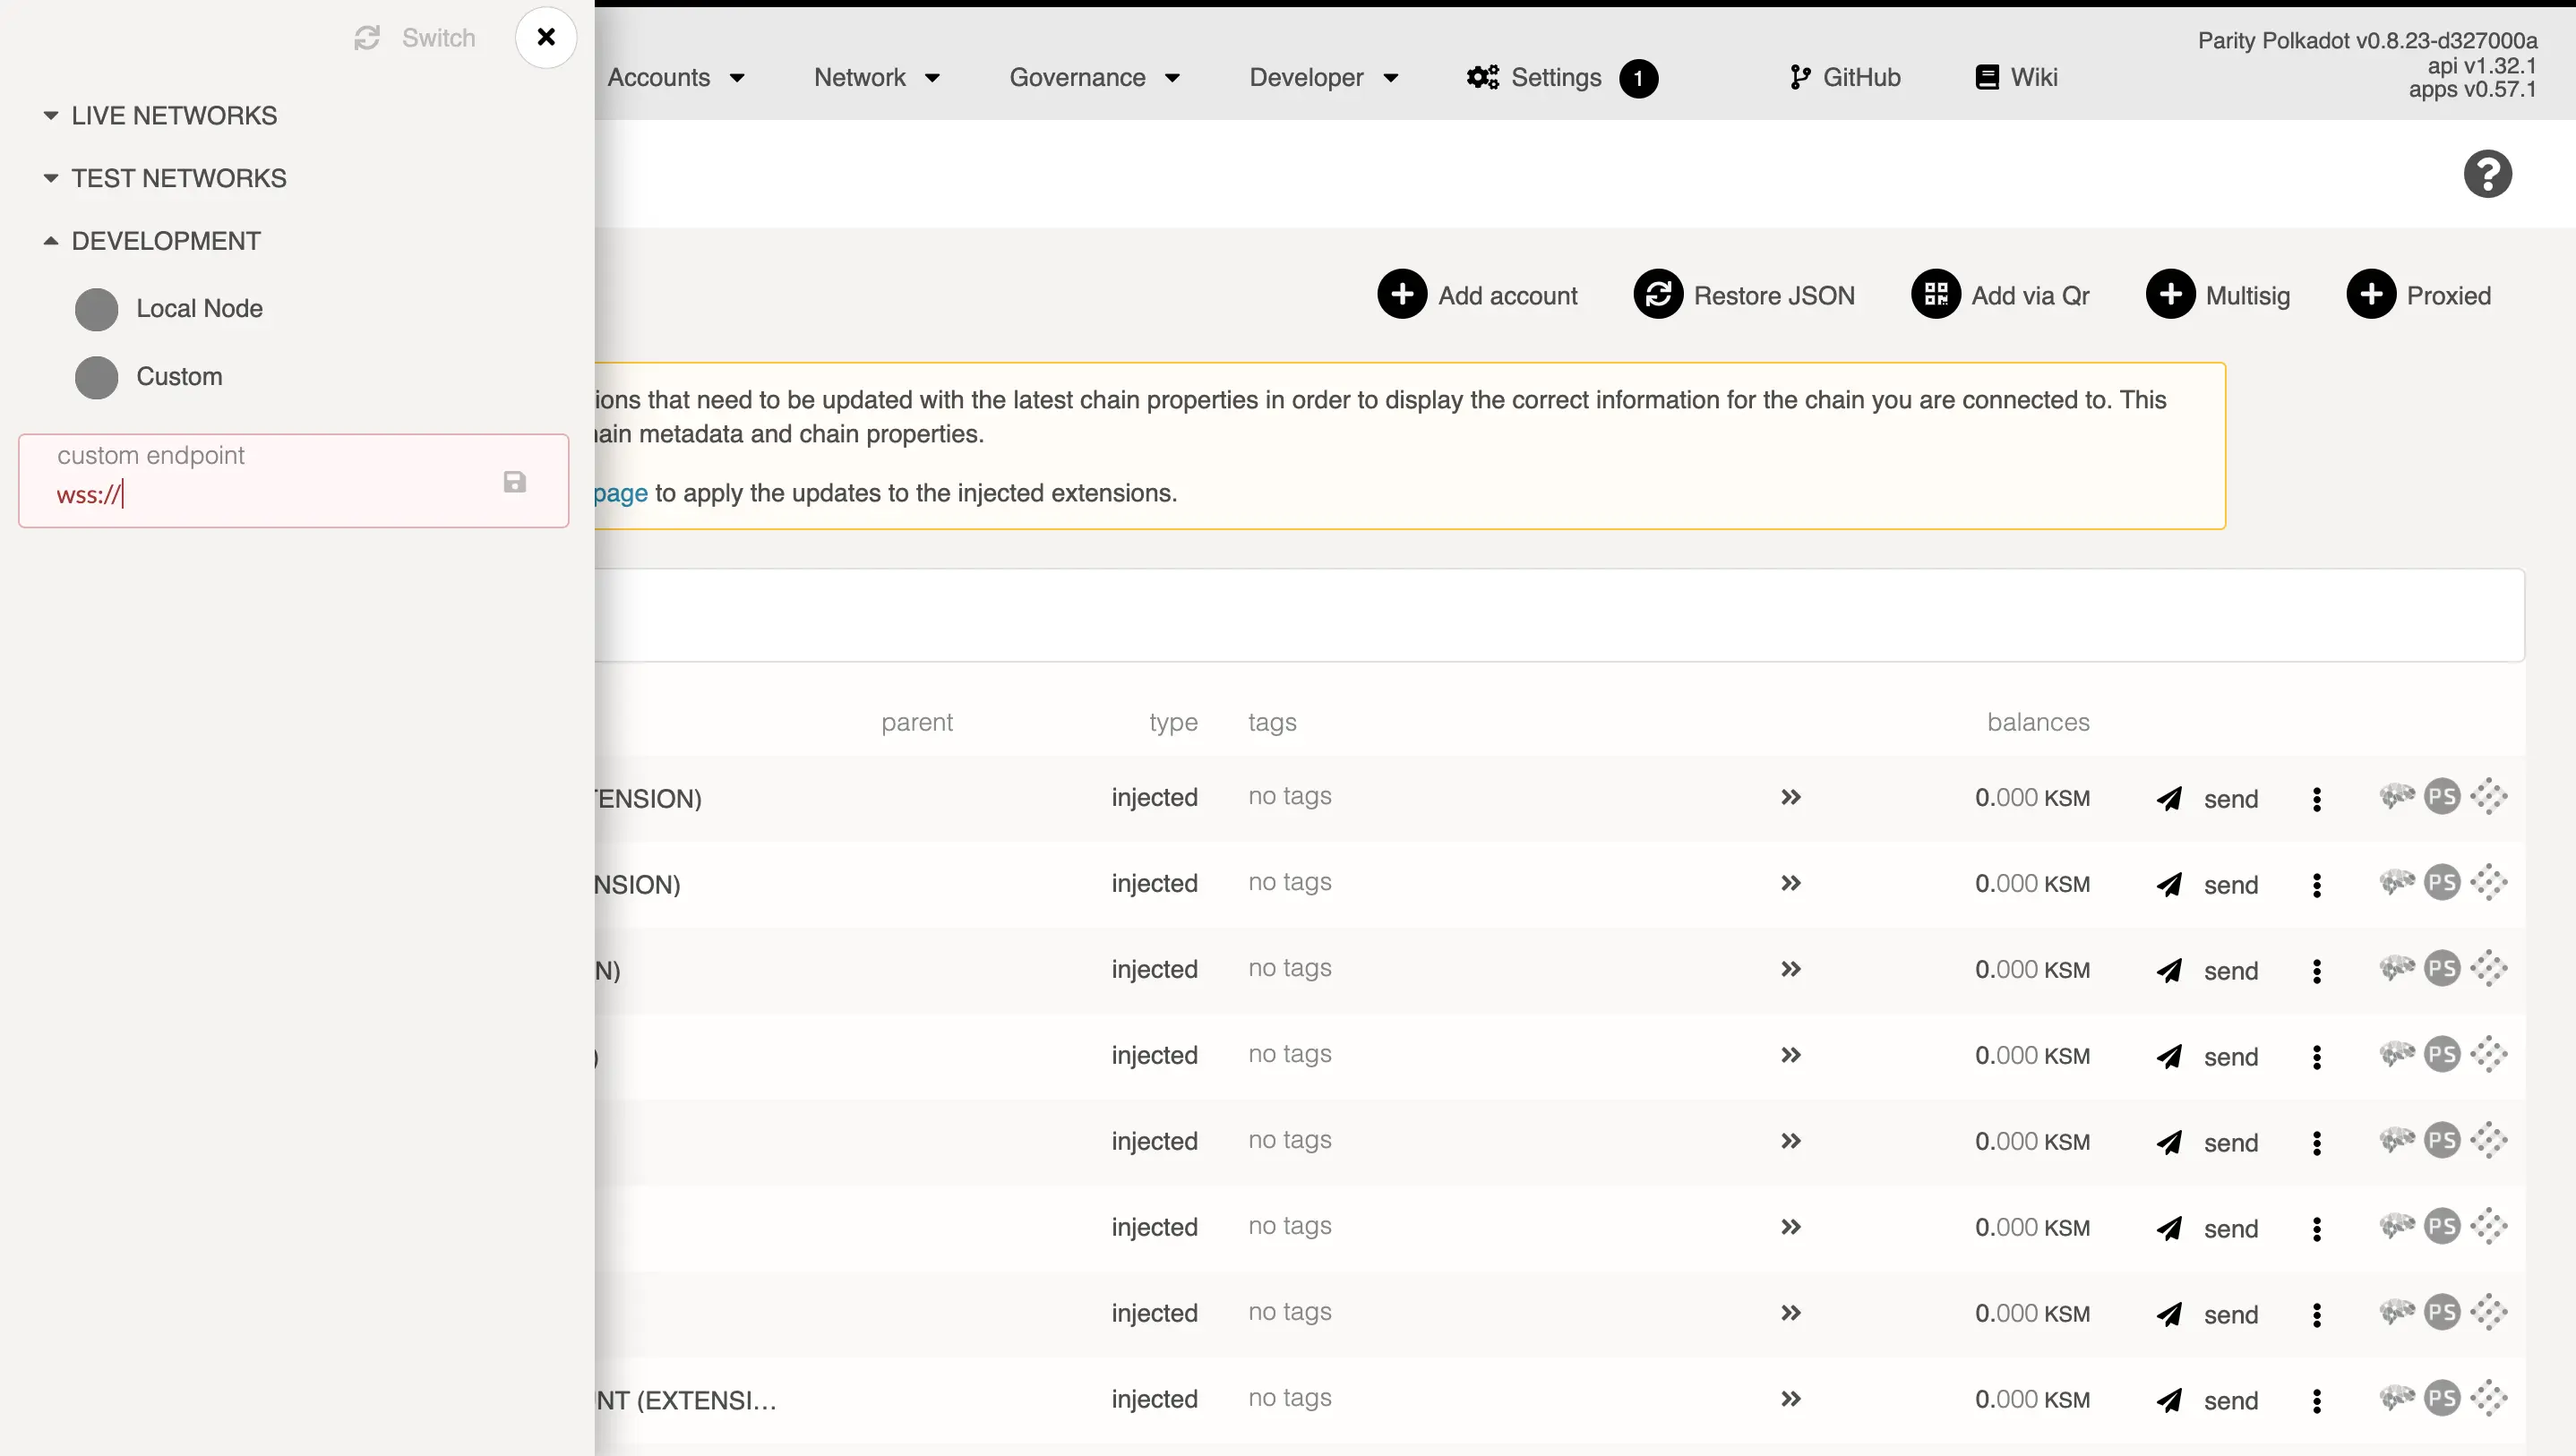 Switch
LIVE NETWORKS
TEST NETWORKS
DEVELOPMENT
Local Node
Custom
custom endpoint
wss://
Accounts
Network
Governance
Developer
Settings 1
GitHub
Wiki
Parity Polkadot v0.8.23-d327000a
api v1.32.1
apps v0.57.1
Add account
Restore JSON
Add via Qr
Multisig
Proxied
ions that need to be updated with the latest chain properties in order to display the correct information for the chain you are connected to. This
ain metadata and chain properties.
page to apply the updates to the injected extensions.
parent type tags balances
TENSION) injected no tags 0.000 KSM send PS
NSION) injected no tags 0.000 KSM send PS
N) injected no tags 0.000 KSM send PS
) injected no tags 0.000 KSM send PS
injected no tags 0.000 KSM send PS
injected no tags 0.000 KSM send PS
injected no tags 0.000 KSM send PS
NT (EXTENSI... injected no tags 0.000 KSM send PS